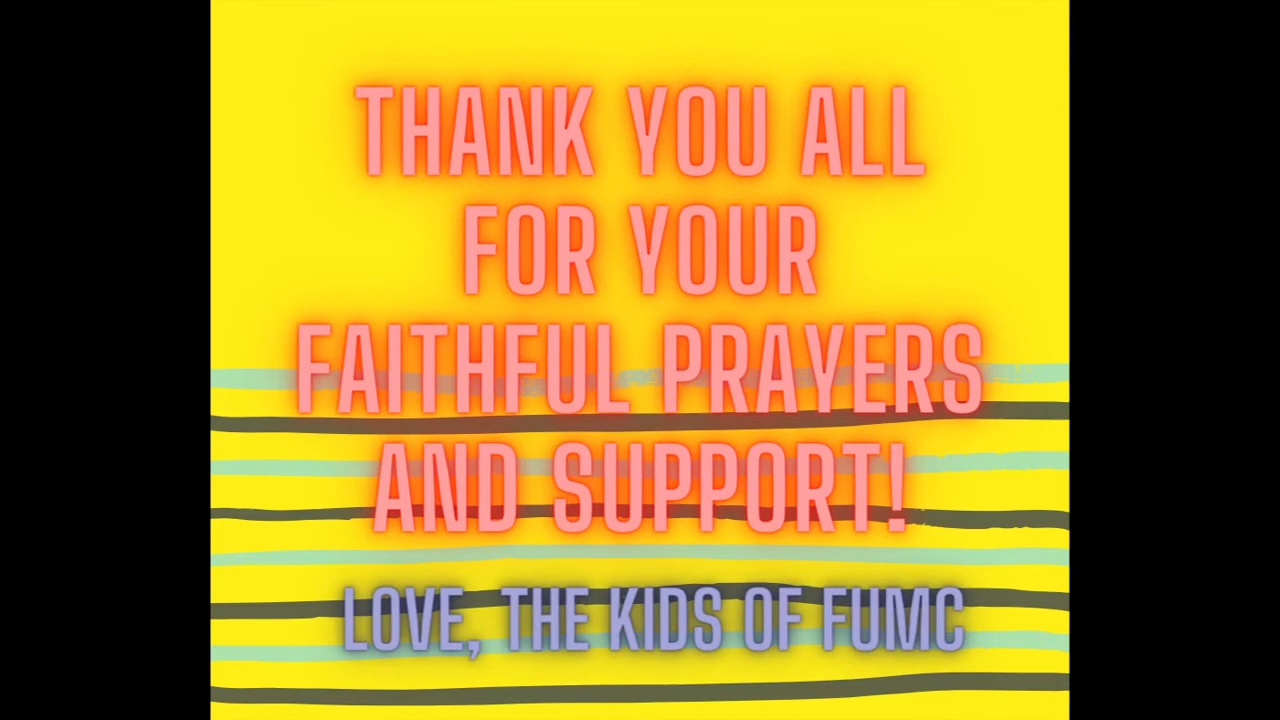 THANK YOU ALL
FOR YOUR
FAITHFUL PRAYERS
AND SUPPORT!
LOVE, THE KIDS OF FUMC